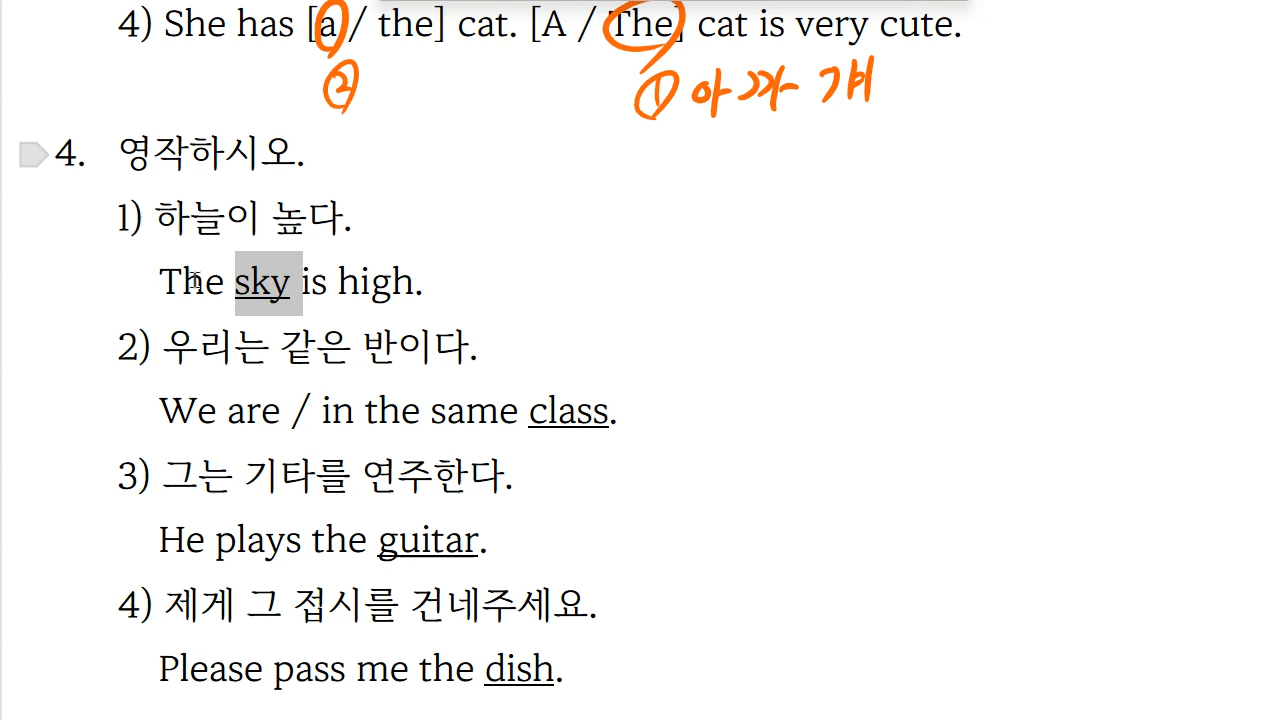 4) She has [a / the] cat. [A / The] cat is very cute.
② ① 아까 걔
4. 영작하시오.
1) 하늘이 높다.
The sky is high.
2) 우리는 같은 반이다.
We are / in the same class.
3) 그는 기타를 연주한다.
He plays the guitar.
4) 제게 그 접시를 건네주세요.
Please pass me the dish.